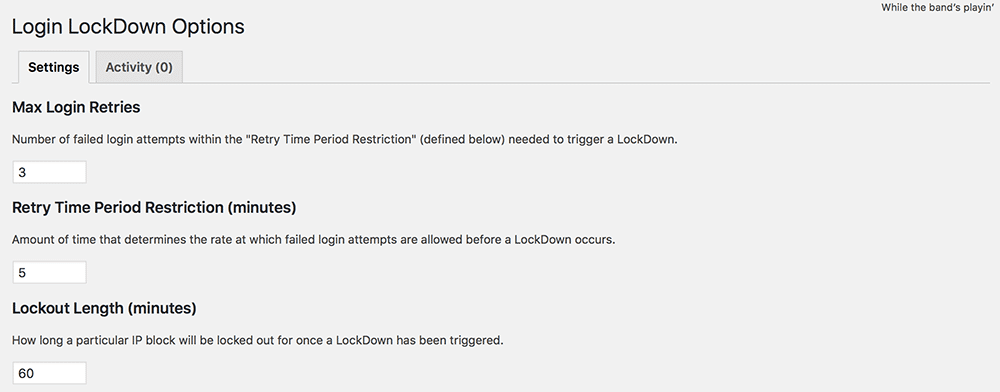 While the band’s playin’
Login LockDown Options
Settings
Activity (0)
Max Login Retries
Number of failed login attempts within the "Retry Time Period Restriction" (defined below) needed to trigger a LockDown.
3
Retry Time Period Restriction (minutes)
Amount of time that determines the rate at which failed login attempts are allowed before a LockDown occurs.
5
Lockout Length (minutes)
How long a particular IP block will be locked out for once a LockDown has been triggered.
60